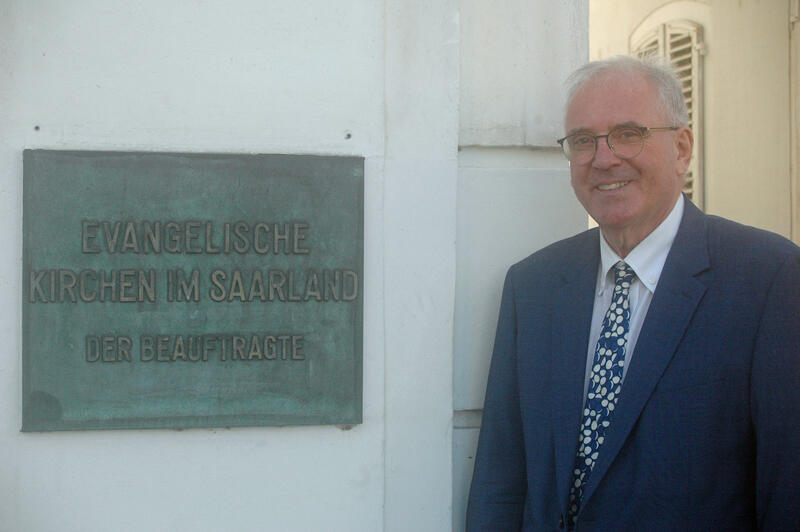 EVANGELISCHE
KIRCHEN IM SAARLAND
DER BEAUFTRAGTE